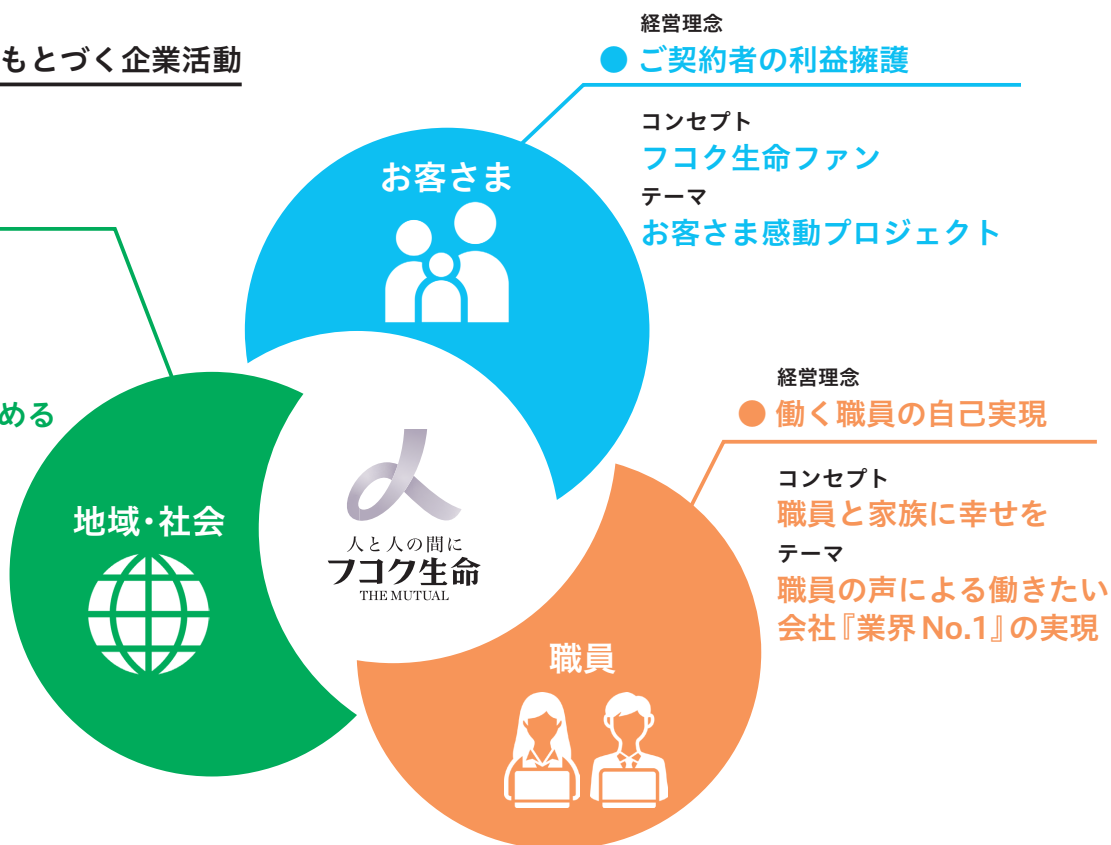 もとづく企業活動
経営理念
● ご契約者の利益擁護
コンセプト
フコク生命ファン
テーマ
お客さま感動プロジェクト
お客さま
める
地域・社会
人と人の間に
フコク生命
THE MUTUAL
経営理念
● 働く職員の自己実現
コンセプト
職員と家族に幸せを
テーマ
職員の声による働きたい
会社『業界No.1』の実現
職員